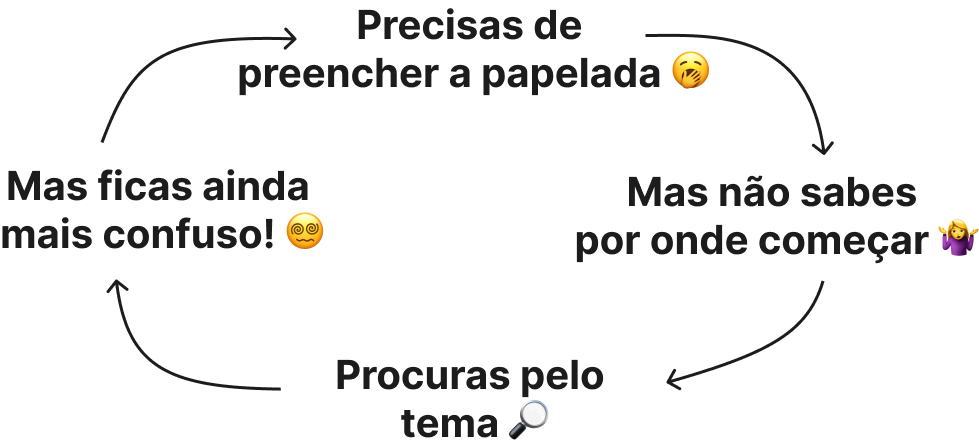 Precisas de
preencher a papelada 🥱
Mas não sabes
por onde começar 🤷‍♀️
Procuras pelo
tema 🔎
Mas ficas ainda
mais confuso! 😵‍💫